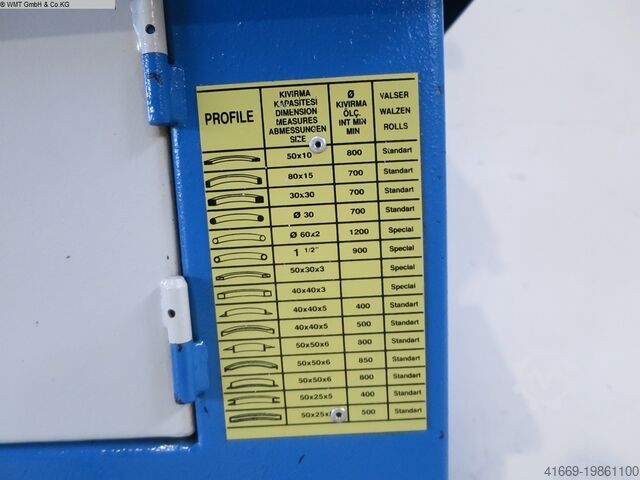 © WMT GmbH & Co.KG
PROFILE
KIVIRMA
KAPASİTESİ
DIMENSION
MEASURES
ABMESSUNGEN
SIZE
Ø
KIVIRMA
ÖLÇ.
INT MIN
MIN
VALSER
WALZEN
ROLLS
50x10 800 Standart
80x15 700 Standart
30x30 700 Standart
Ø 30 700 Standart
Ø 60x2 1200 Special
1 1/2" 900 Special
50x30x3 Special
40x40x3 Special
40x40x5 400 Standart
40x40x5 500 Standart
50x50x6 Standart
50x50x6 850 Standart
50x50x6 800 Standart
50x25x5 400 Standart
500 Standart
41669-19861100